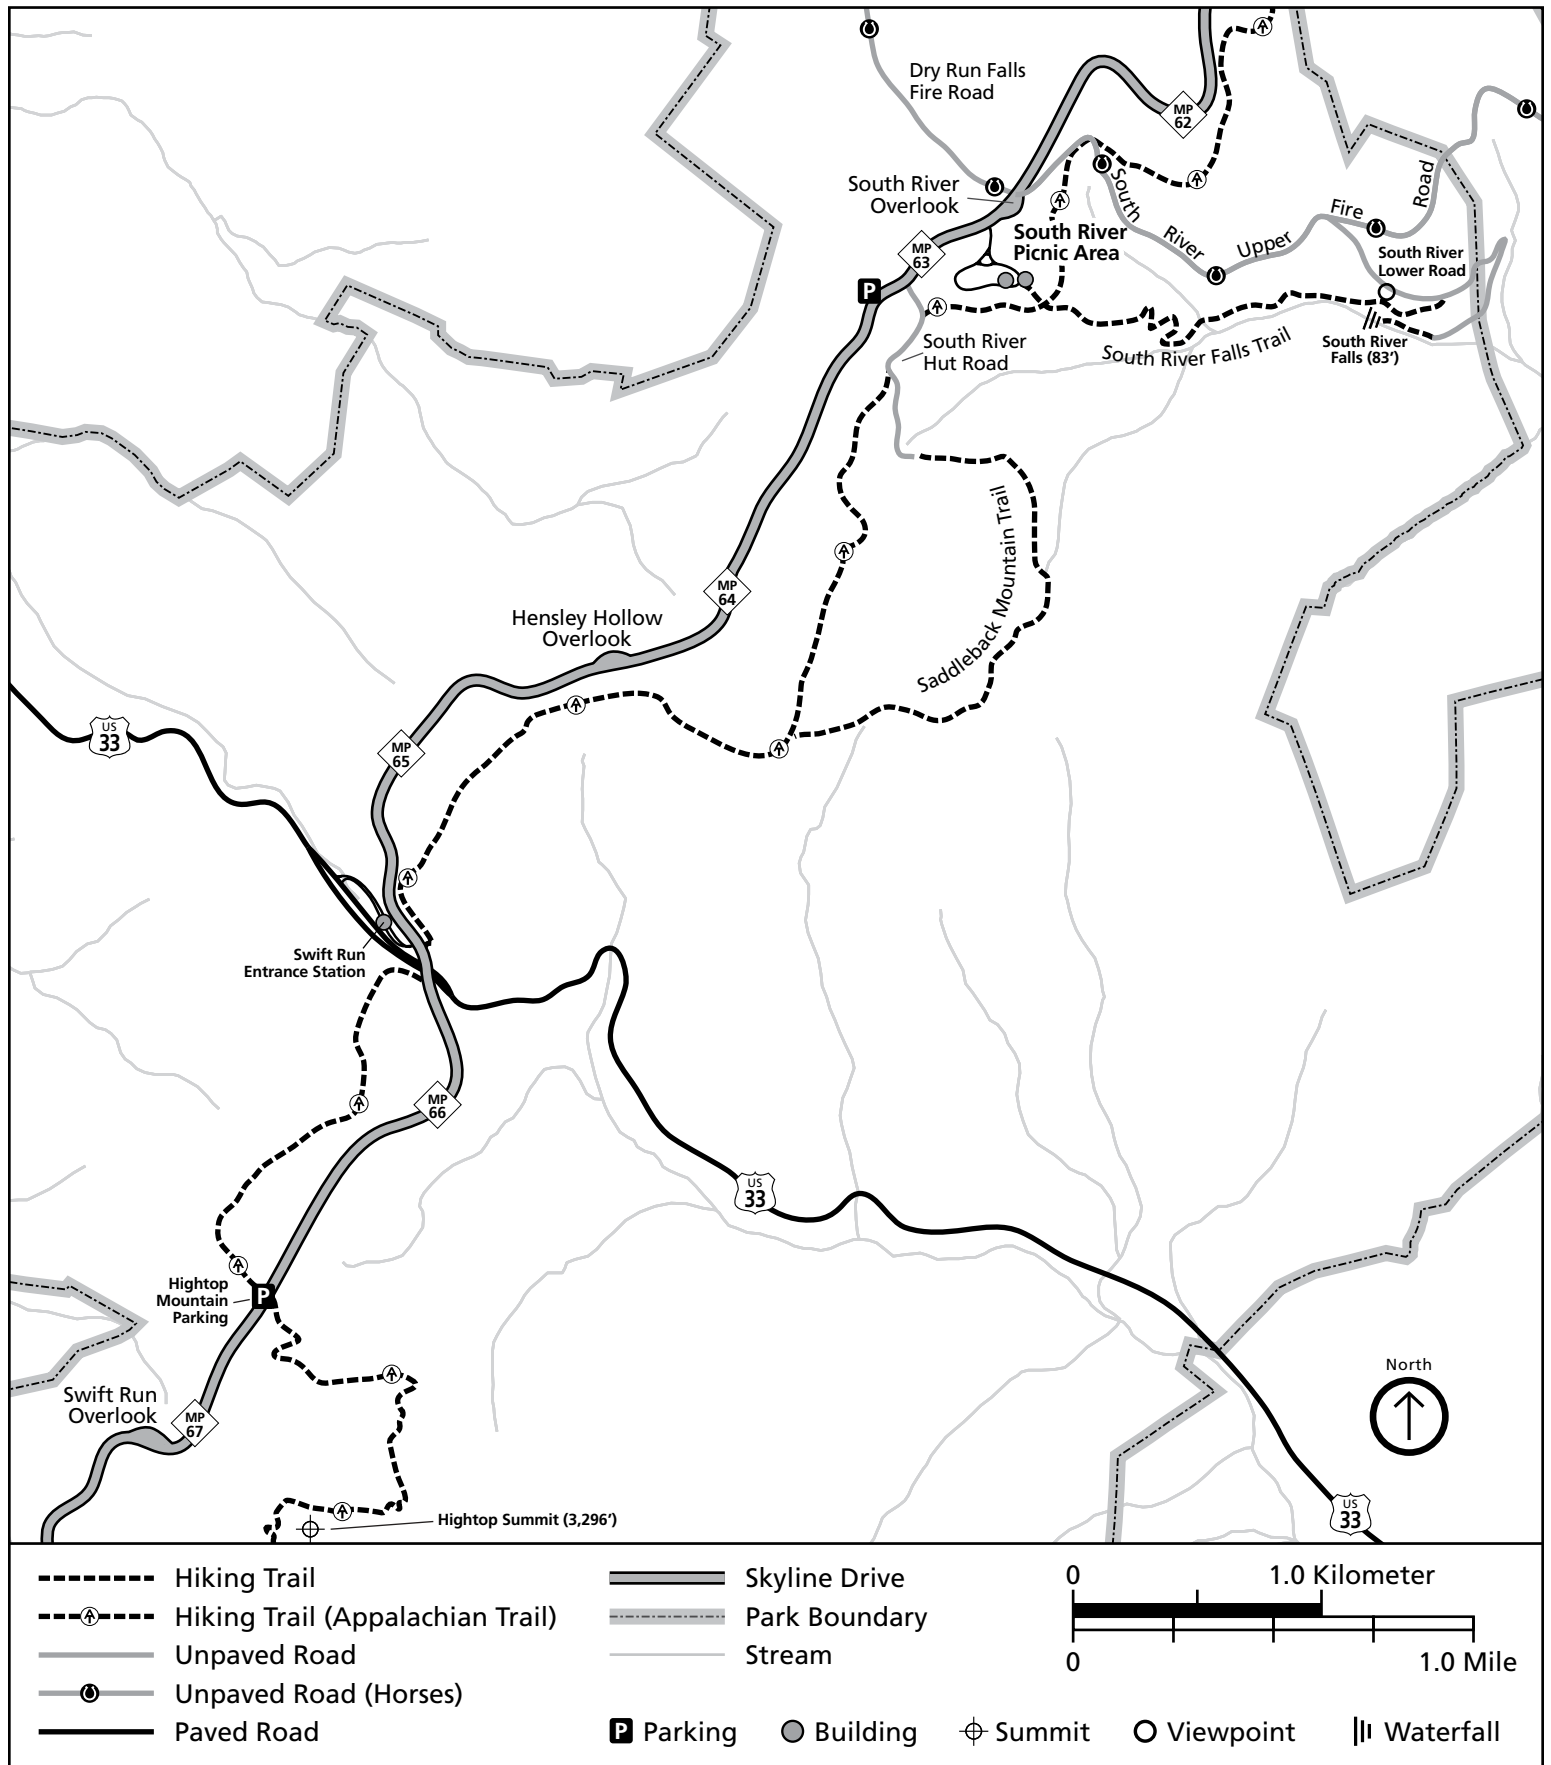 Dry Run Falls
Fire Road
MP
62
South River
Overlook
South River
Picnic Area
MP
63
P
South River Upper Fire Road
South River
Lower Road
South River
Hut Road
South River Falls Trail
South River
Falls (83')
Saddleback Mountain Trail
MP
64
Hensley Hollow
Overlook
MP
65
US
33
Swift Run
Entrance Station
MP
66
US
33
Hightop
Mountain
Parking
P
Swift Run
Overlook
MP
67
North
US
33
Hightop Summit (3,296')
Hiking Trail
Hiking Trail (Appalachian Trail)
Unpaved Road
Unpaved Road (Horses)
Paved Road
Skyline Drive
Park Boundary
Stream
0 1.0 Kilometer
0 1.0 Mile
P Parking
Building
Summit
Viewpoint
Waterfall